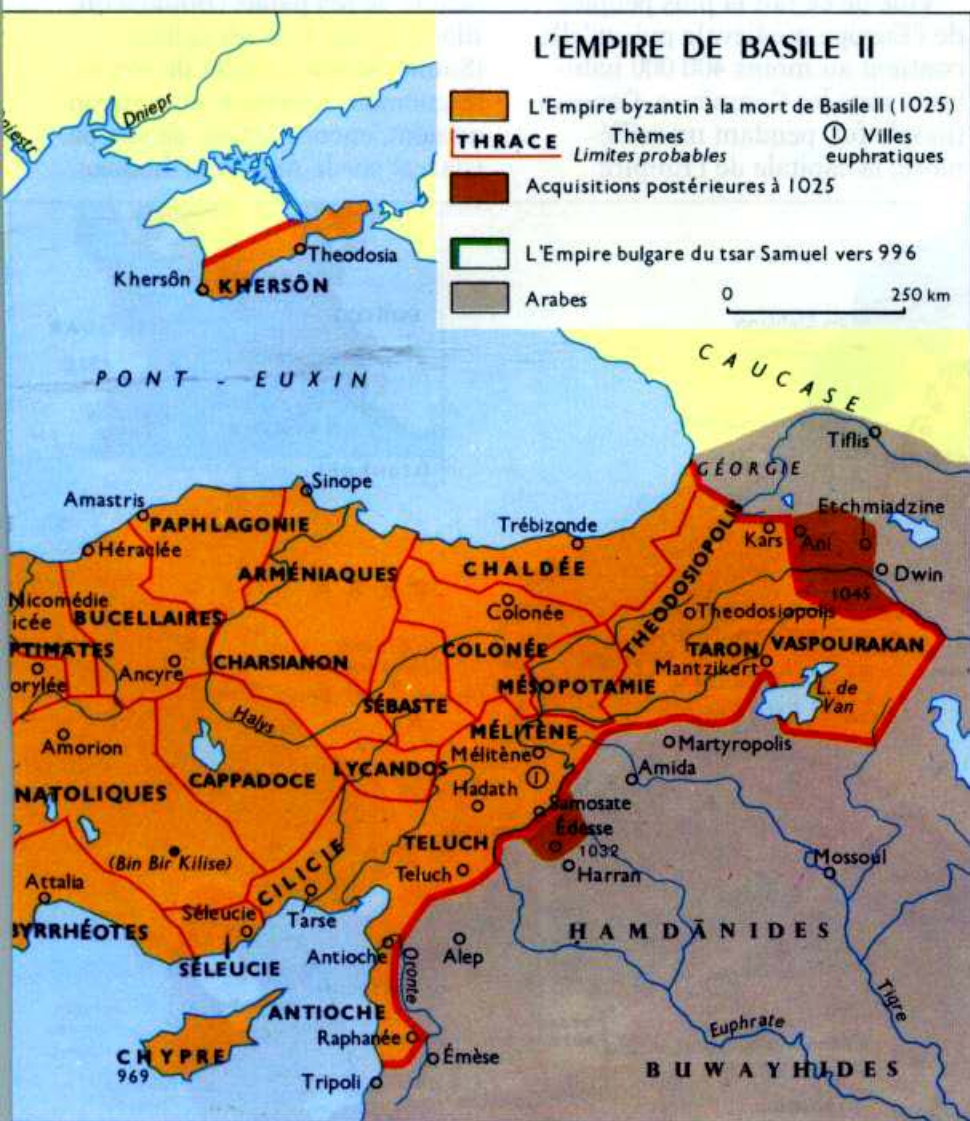 L'EMPIRE DE BASILE II
L'Empire byzantin à la mort de Basile II (1025)
THRACE
Thèmes
Limites probables
I Villes
euphratiques
Acquisitions postérieures à 1025
L'Empire bulgare du tsar Samuel vers 996
Arabes
0 250 km
Dniepr
Khersôn
KHERSÔN
Theodosia
PONT - EUXIN
CAUCASE
Tiflis
GÉORGIE
Etchmiadzine
Kars
Ani
Dwin
1045
Sinope
Amastris
PAPHLAGONIE
Héraclée
Trébizonde
ARMÉNIAQUES
CHALDÉE
THEODOSIOPOLIS
Nicomédie
icée
BUCELLAIRES
Colonée
Theodosiopolis
PTIMATES
Ancyre
CHARSIANON
COLONÉE
TARON
VASPOURAKAN
Mantzikert
orylée
MÉSOPOTAMIE
L. de
Van
SÉBASTE
Halys
MÉLITÈNE
Amorion
Mélitène
Martyropolis
LYCANDOS
I
Amida
CAPPADOCE
NATOLIQUES
Hadath
Samosate
TELUCH
Édesse
1032
(Bin Bir Kilise)
Mossoul
Teluch
Harran
CILICIE
Attalia
Séleucie
Tarse
BYRRHÉOTES
HAMDĀNIDES
Antioche
Alep
SÉLEUCIE
Oronte
Tigre
ANTIOCHE
Raphanée
Euphrate
CHYPRE
969
Émèse
BUWAYHIDES
Tripoli